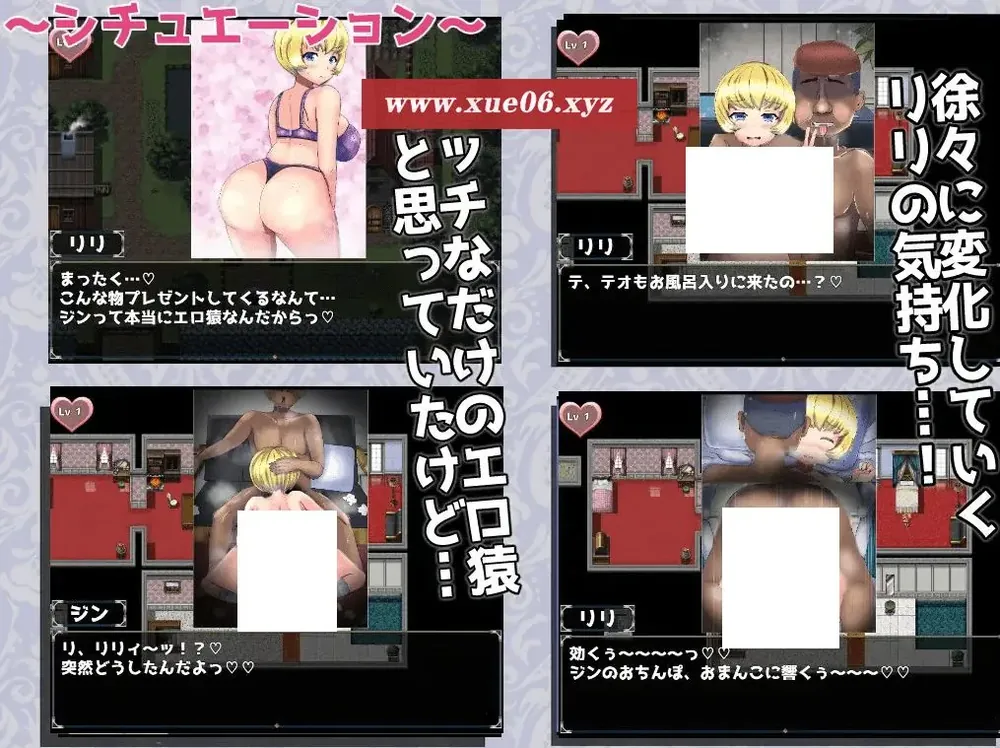 ～シチュエーション～
www.xue06.xyz
ツチなだけのエロ猿
と思っていたけど…
徐々に変化していく
リリの気持ち…！
Lv 1
リリ
まったく…♡
こんな物プレゼントしてくるなんて…
ジンって本当にエロ猿なんだからっ♡
Lv 1
リリ
テ、テオもお風呂入りに来たの…？♡
Lv 1
ジン
リ、リリィ～ッ！？♡
突然どうしたんだよっ♡♡
Lv 1
リリ
効くぅ～～～～っ♡♡
ジンのおちんぽ、おまんこに響くぅ～～～♡♡